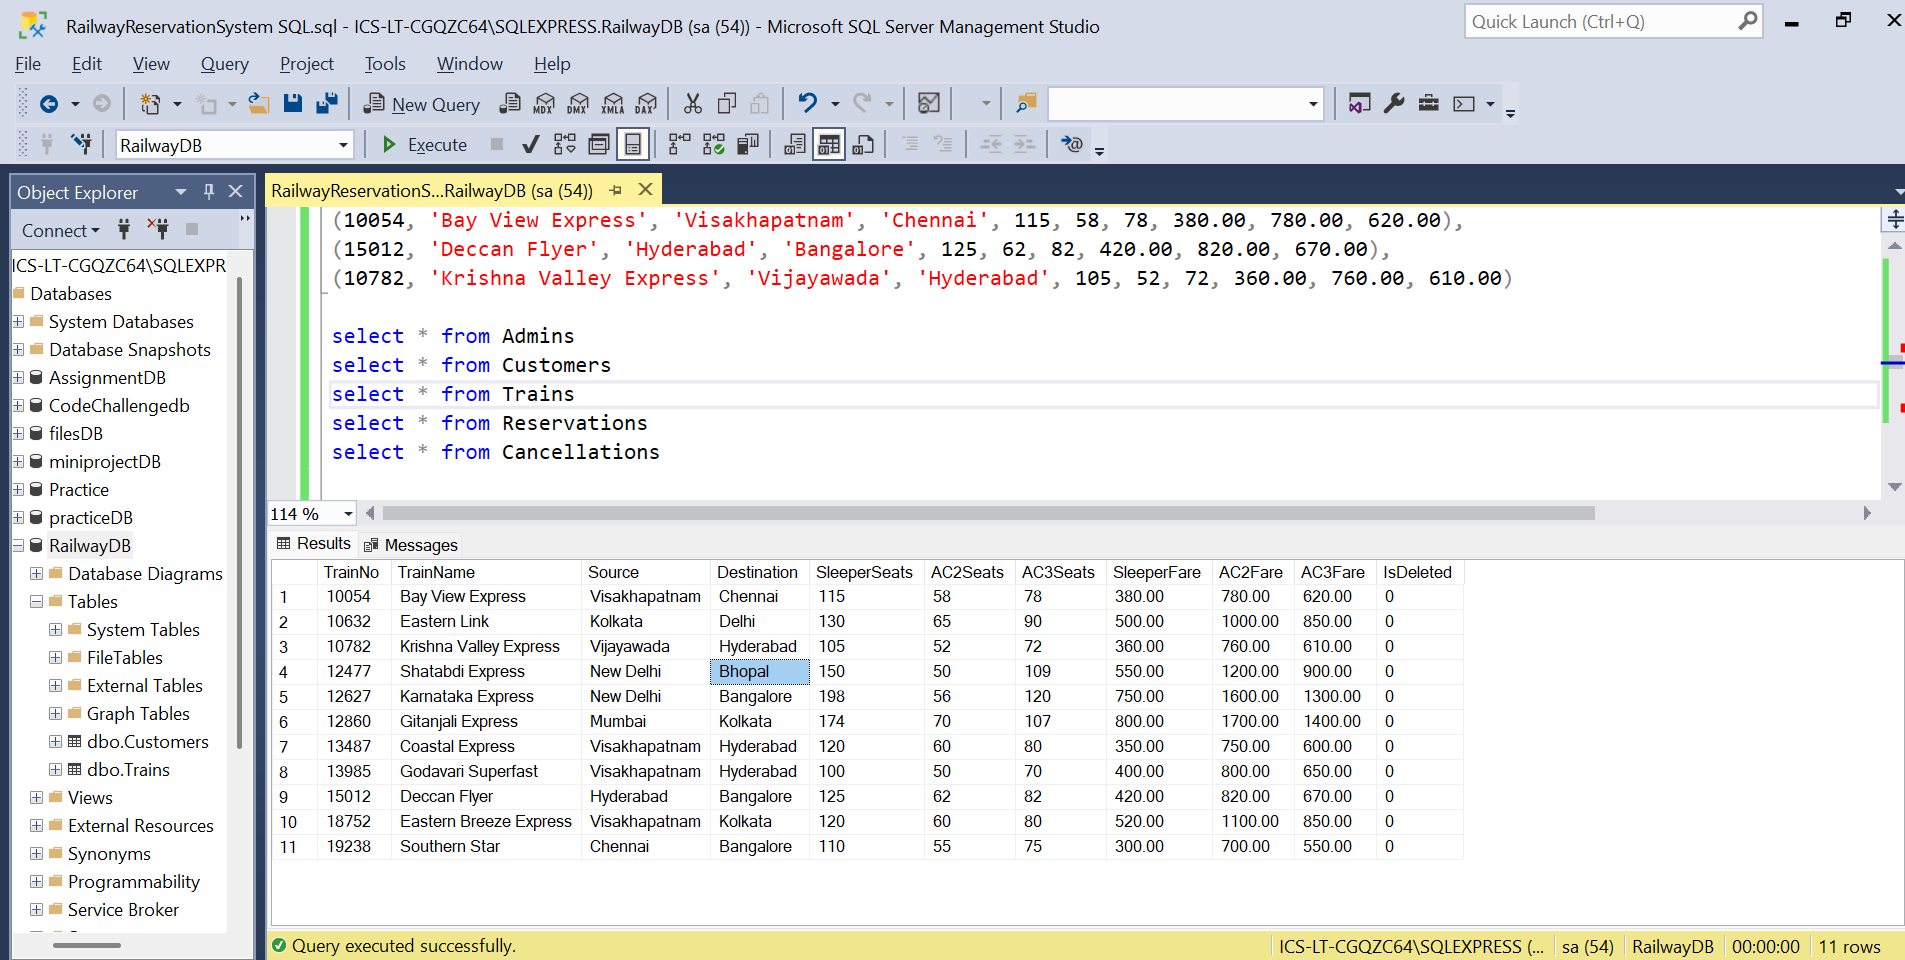 RailwayReservationSystem SQL.sql - ICS-LT-CGQZC64\SQLEXPRESS.RailwayDB (sa (54)) - Microsoft SQL Server Management Studio
Quick Launch (Ctrl+Q)
File Edit View Query Project Tools Window Help
New Query MDX DMX XMLA DAX
RailwayDB Execute
Object Explorer
Connect
ICS-LT-CGQZC64\SQLEXPR
Databases
System Databases
Database Snapshots
AssignmentDB
CodeChallengedb
filesDB
miniprojectDB
Practice
practiceDB
RailwayDB
Database Diagrams
Tables
System Tables
FileTables
External Tables
Graph Tables
dbo.Customers
dbo.Trains
Views
External Resources
Synonyms
Programmability
Service Broker
RailwayReservationS...RailwayDB (sa (54))
(10054, 'Bay View Express', 'Visakhapatnam', 'Chennai', 115, 58, 78, 380.00, 780.00, 620.00),
(15012, 'Deccan Flyer', 'Hyderabad', 'Bangalore', 125, 62, 82, 420.00, 820.00, 670.00),
(10782, 'Krishna Valley Express', 'Vijayawada', 'Hyderabad', 105, 52, 72, 360.00, 760.00, 610.00)
select * from Admins
select * from Customers
select * from Trains
select * from Reservations
select * from Cancellations
114 %
Results Messages
TrainNo TrainName Source Destination SleeperSeats AC2Seats AC3Seats SleeperFare AC2Fare AC3Fare IsDeleted
1 10054 Bay View Express Visakhapatnam Chennai 115 58 78 380.00 780.00 620.00 0
2 10632 Eastern Link Kolkata Delhi 130 65 90 500.00 1000.00 850.00 0
3 10782 Krishna Valley Express Vijayawada Hyderabad 105 52 72 360.00 760.00 610.00 0
4 12477 Shatabdi Express New Delhi Bhopal 150 50 109 550.00 1200.00 900.00 0
5 12627 Karnataka Express New Delhi Bangalore 198 56 120 750.00 1600.00 1300.00 0
6 12860 Gitanjali Express Mumbai Kolkata 174 70 107 800.00 1700.00 1400.00 0
7 13487 Coastal Express Visakhapatnam Hyderabad 120 60 80 350.00 750.00 600.00 0
8 13985 Godavari Superfast Visakhapatnam Hyderabad 100 50 70 400.00 800.00 650.00 0
9 15012 Deccan Flyer Hyderabad Bangalore 125 62 82 420.00 820.00 670.00 0
10 18752 Eastern Breeze Express Visakhapatnam Kolkata 120 60 80 520.00 1100.00 850.00 0
11 19238 Southern Star Chennai Bangalore 110 55 75 300.00 700.00 550.00 0
Query executed successfully.
ICS-LT-CGQZC64\SQLEXPRESS (... sa (54) RailwayDB 00:00:00 11 rows